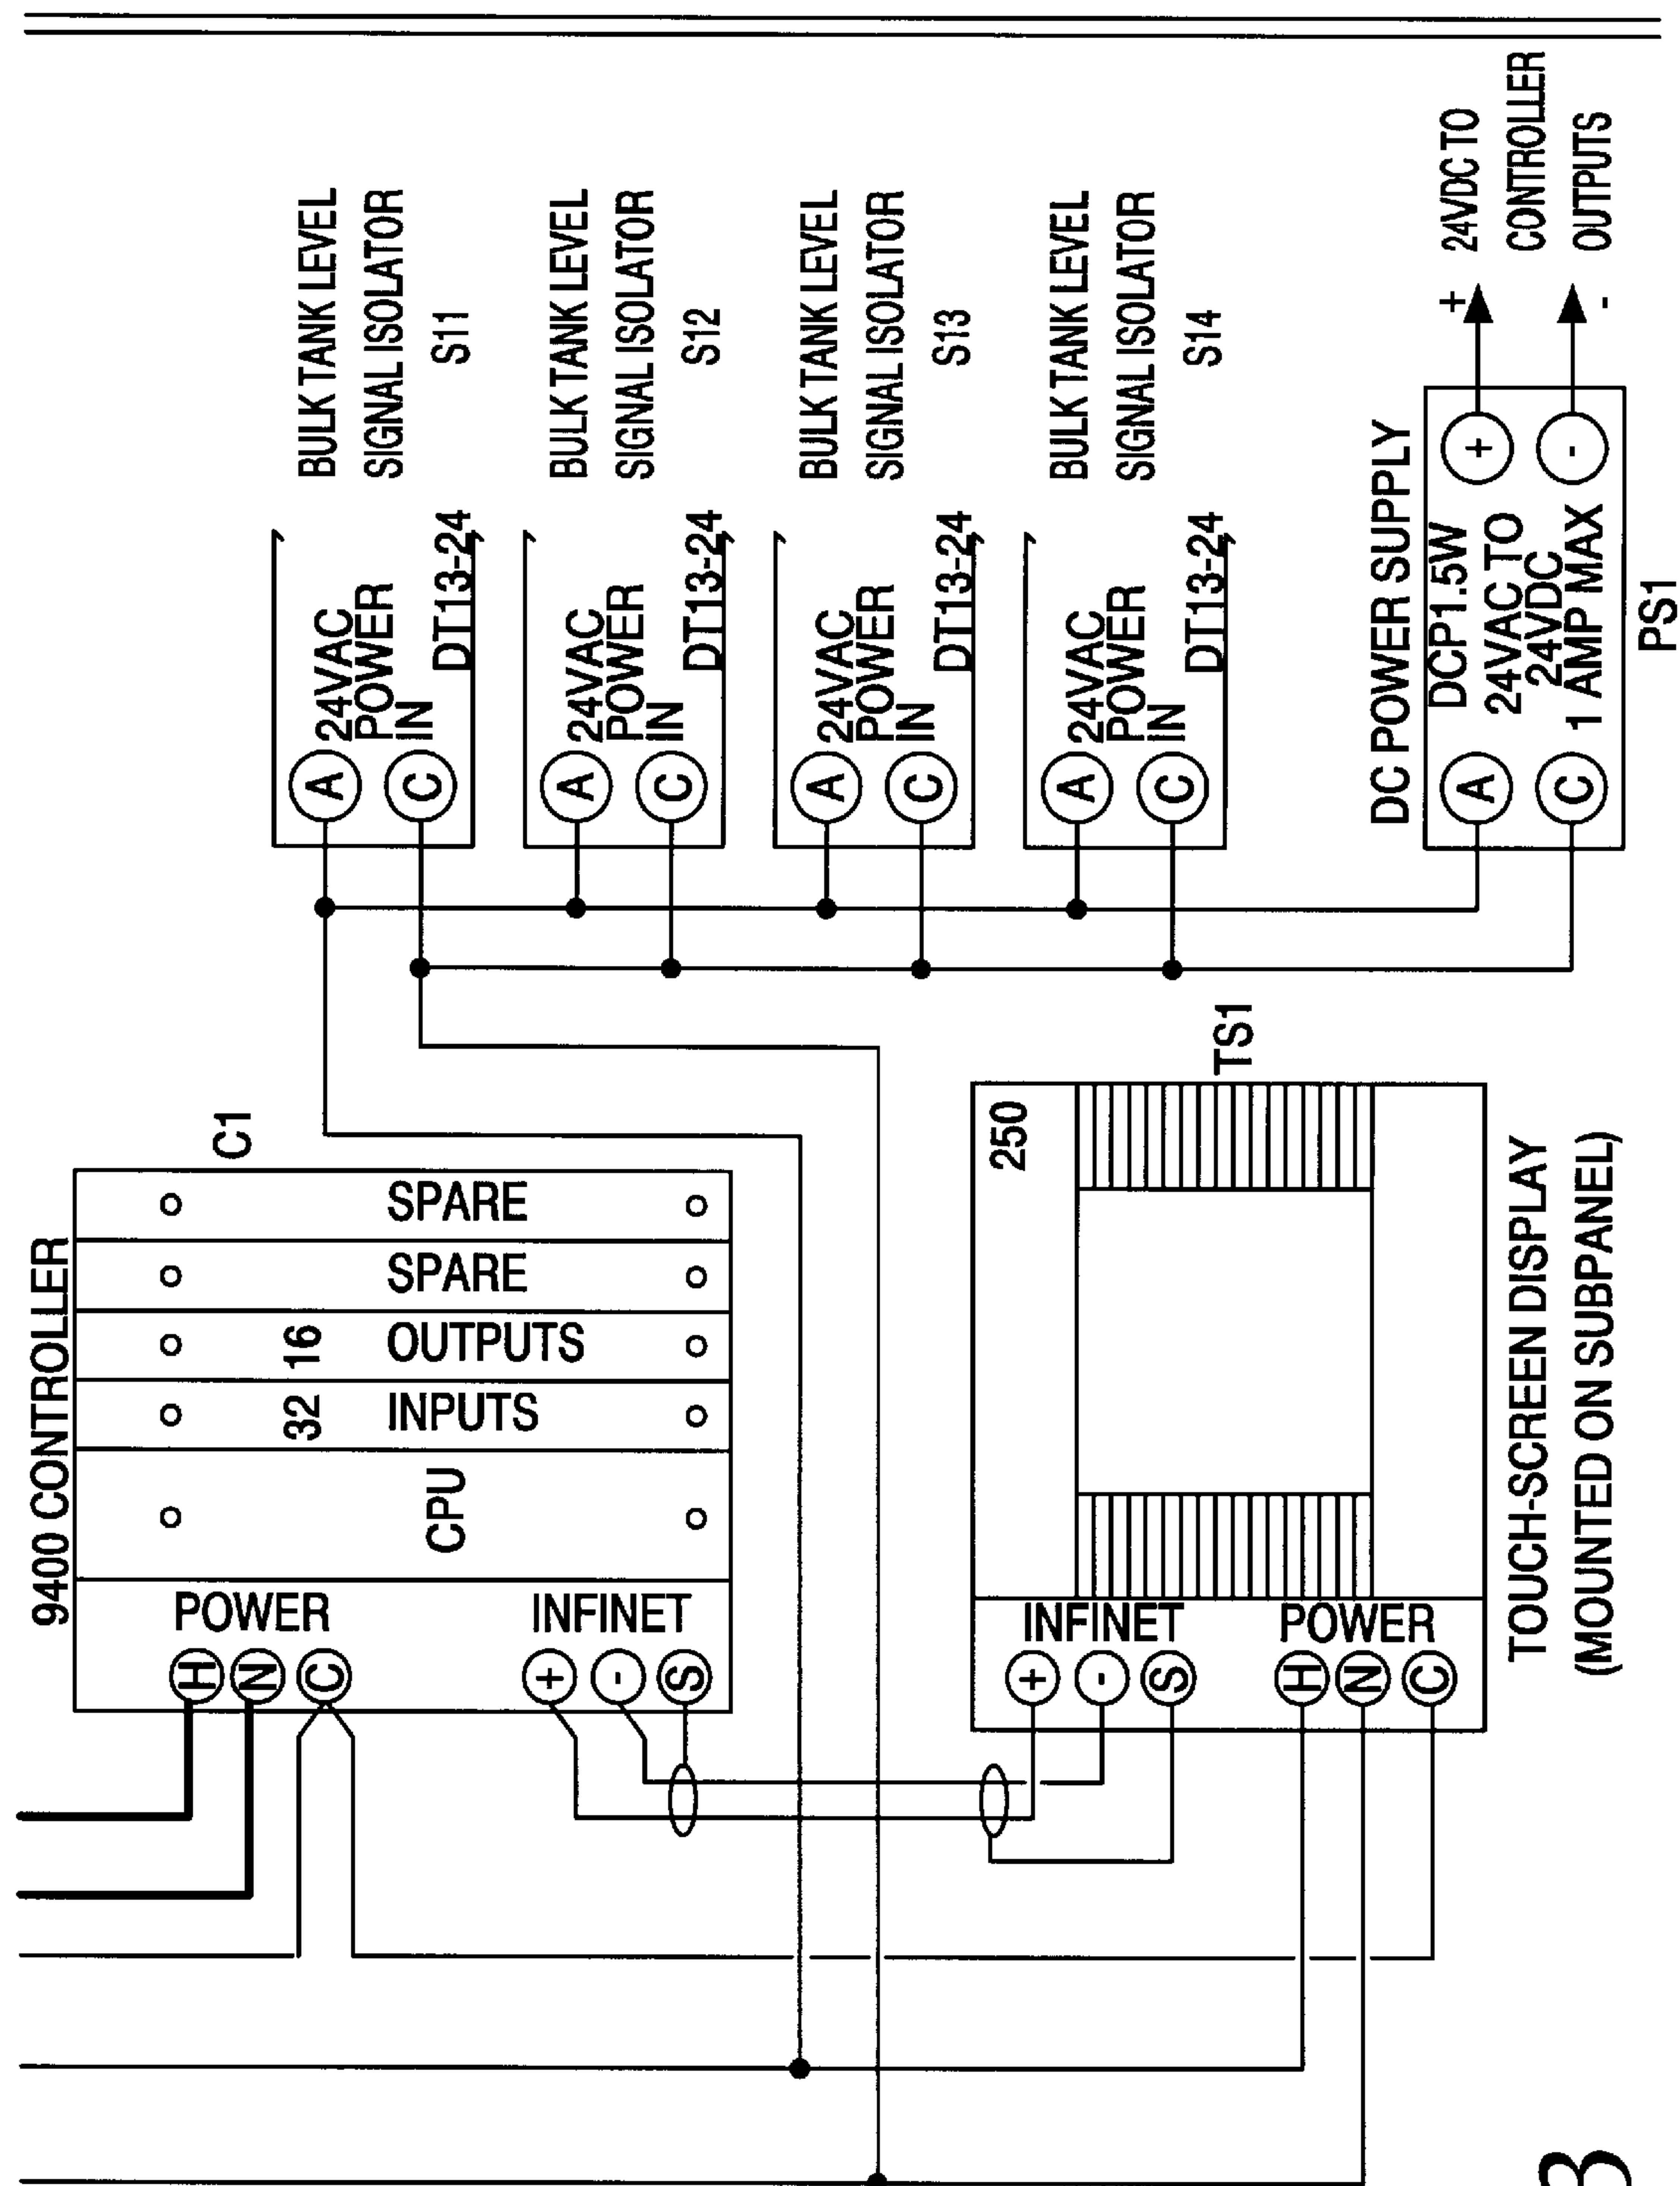 9400 CONTROLLER
C1
POWER
H
N
C
INFINET
+
-
S
CPU
32 INPUTS
16 OUTPUTS
SPARE
SPARE
BULK TANK LEVEL
SIGNAL ISOLATOR
S11
A
C
24VAC
POWER
IN
DT13-24
BULK TANK LEVEL
SIGNAL ISOLATOR
S12
A
C
24VAC
POWER
IN
DT13-24
BULK TANK LEVEL
SIGNAL ISOLATOR
S13
A
C
24VAC
POWER
IN
DT13-24
BULK TANK LEVEL
SIGNAL ISOLATOR
S14
A
C
24VAC
POWER
IN
DT13-24
INFINET
+
-
S
POWER
H
N
C
250
TS1
TOUCH-SCREEN DISPLAY
(MOUNTED ON SUBPANEL)
DC POWER SUPPLY
A
C
DCP1.5W
24VAC TO
24VDC
1 AMP MAX
+
-
PS1
+
-
24VDC TO
CONTROLLER
OUTPUTS
3